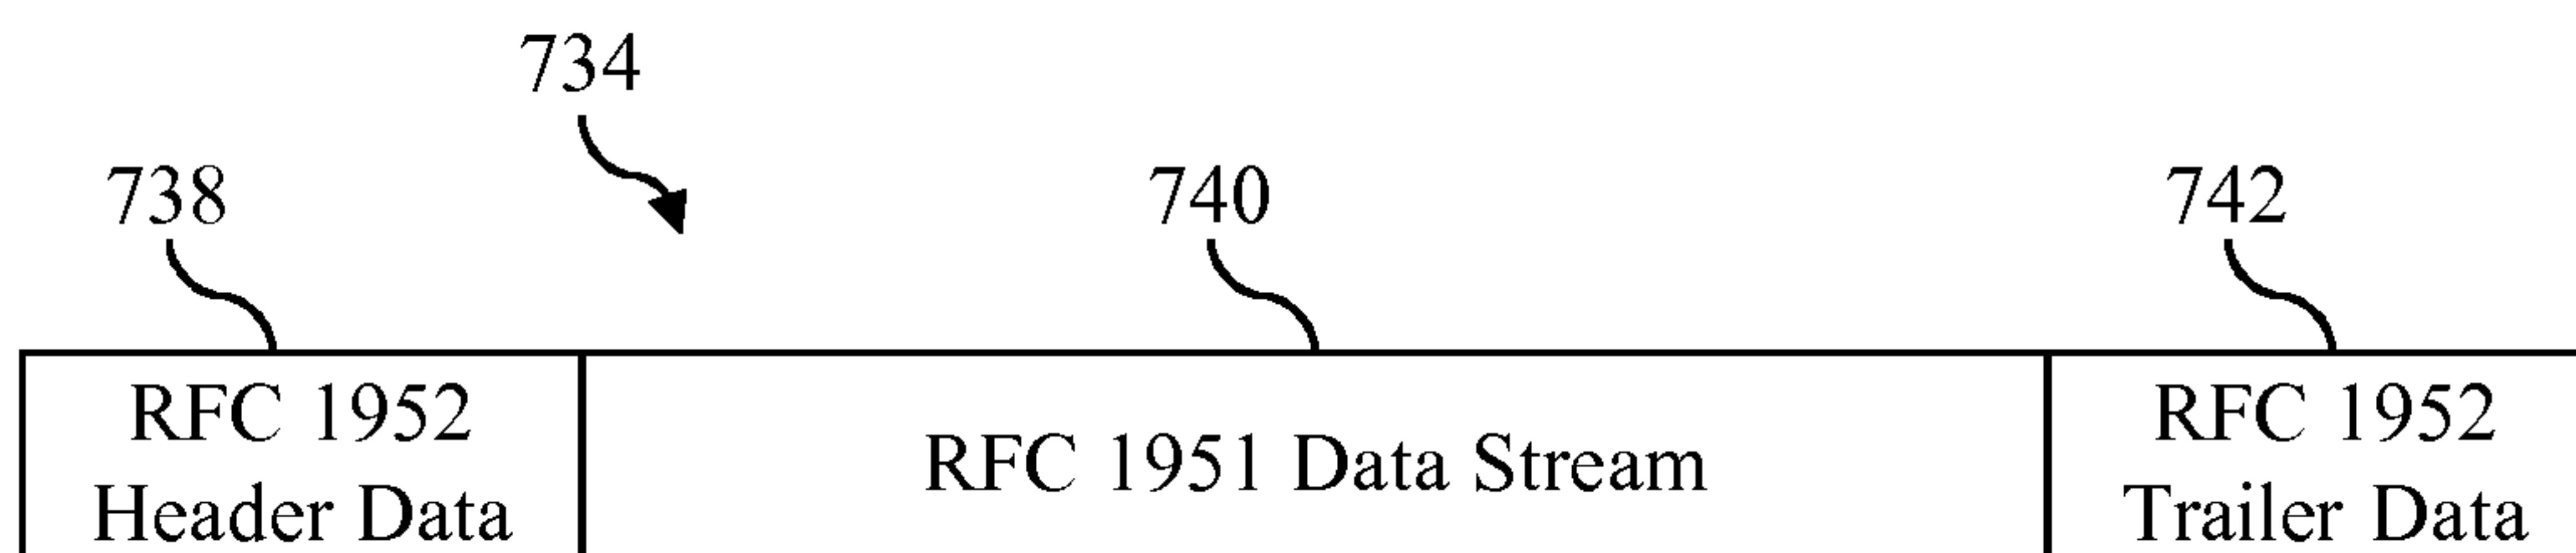 734
738
740
742
RFC 1952
Header Data
RFC 1951 Data Stream
RFC 1952
Trailer Data